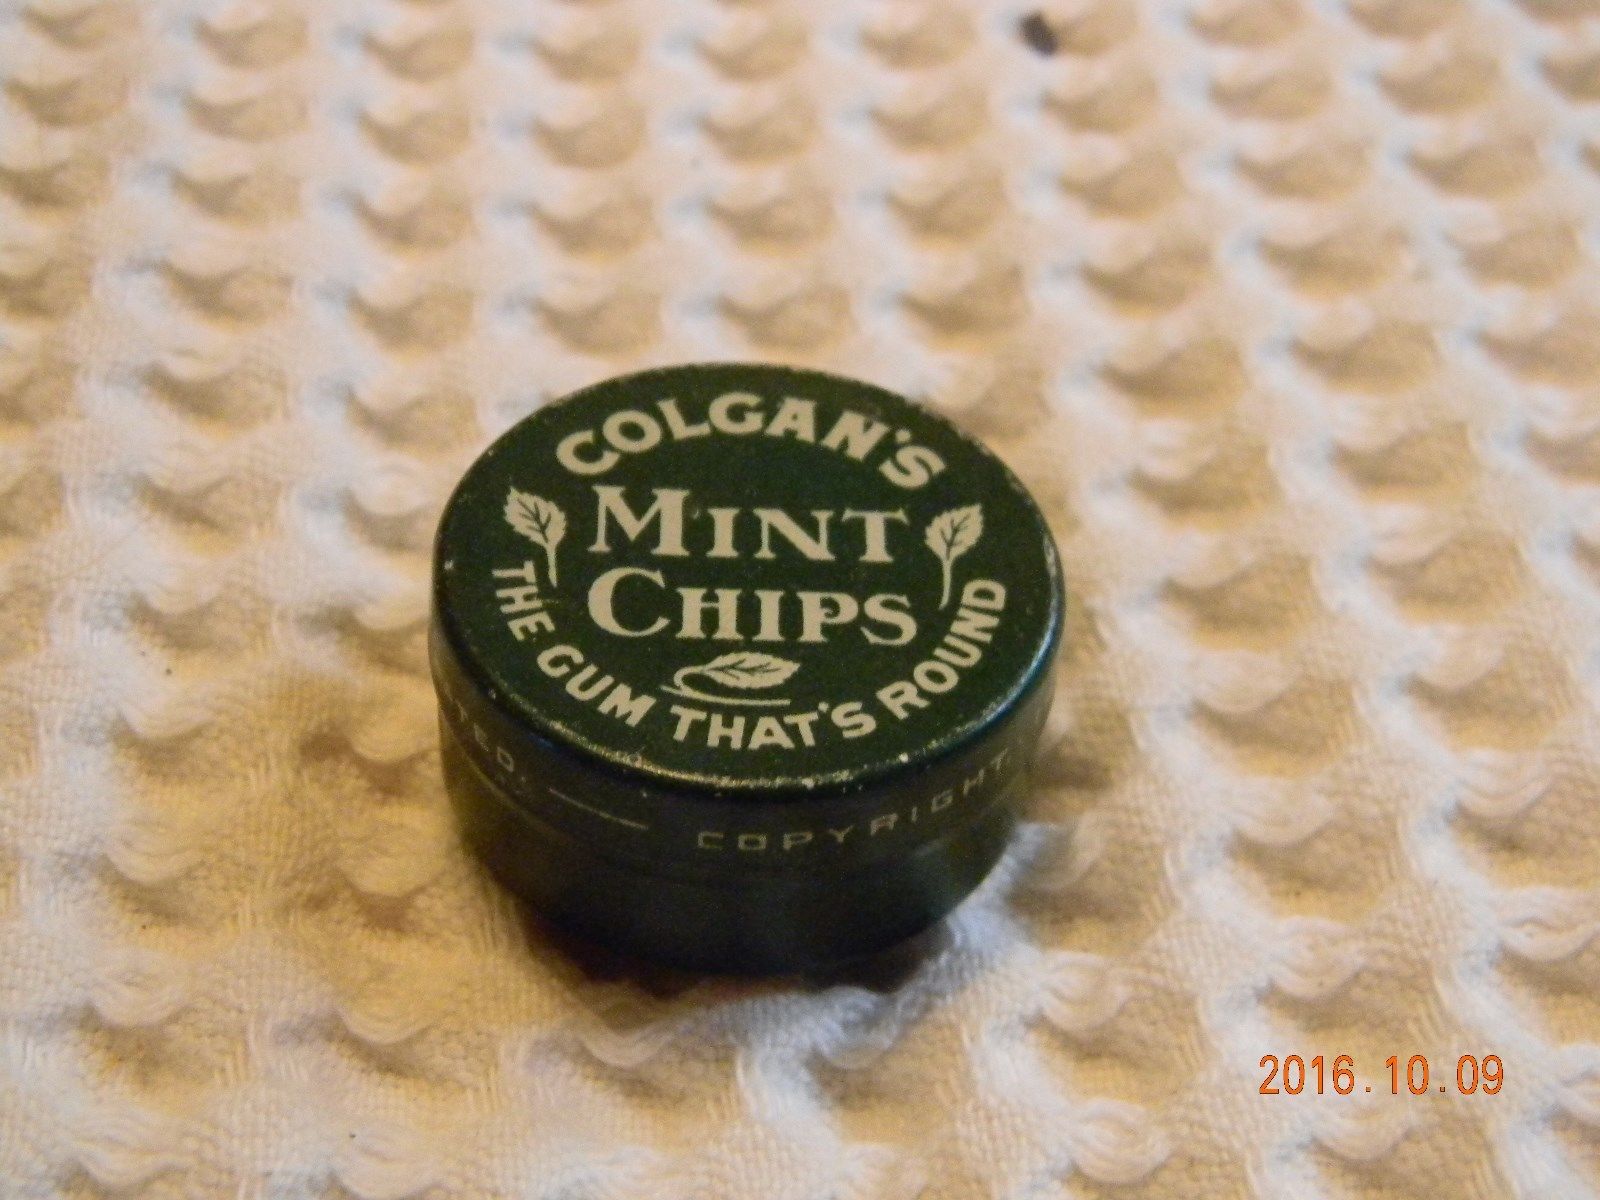 COLGAN'S
MINT
CHIPS
THE GUM THAT'S ROUND
COPYRIGHT
2016.10.09